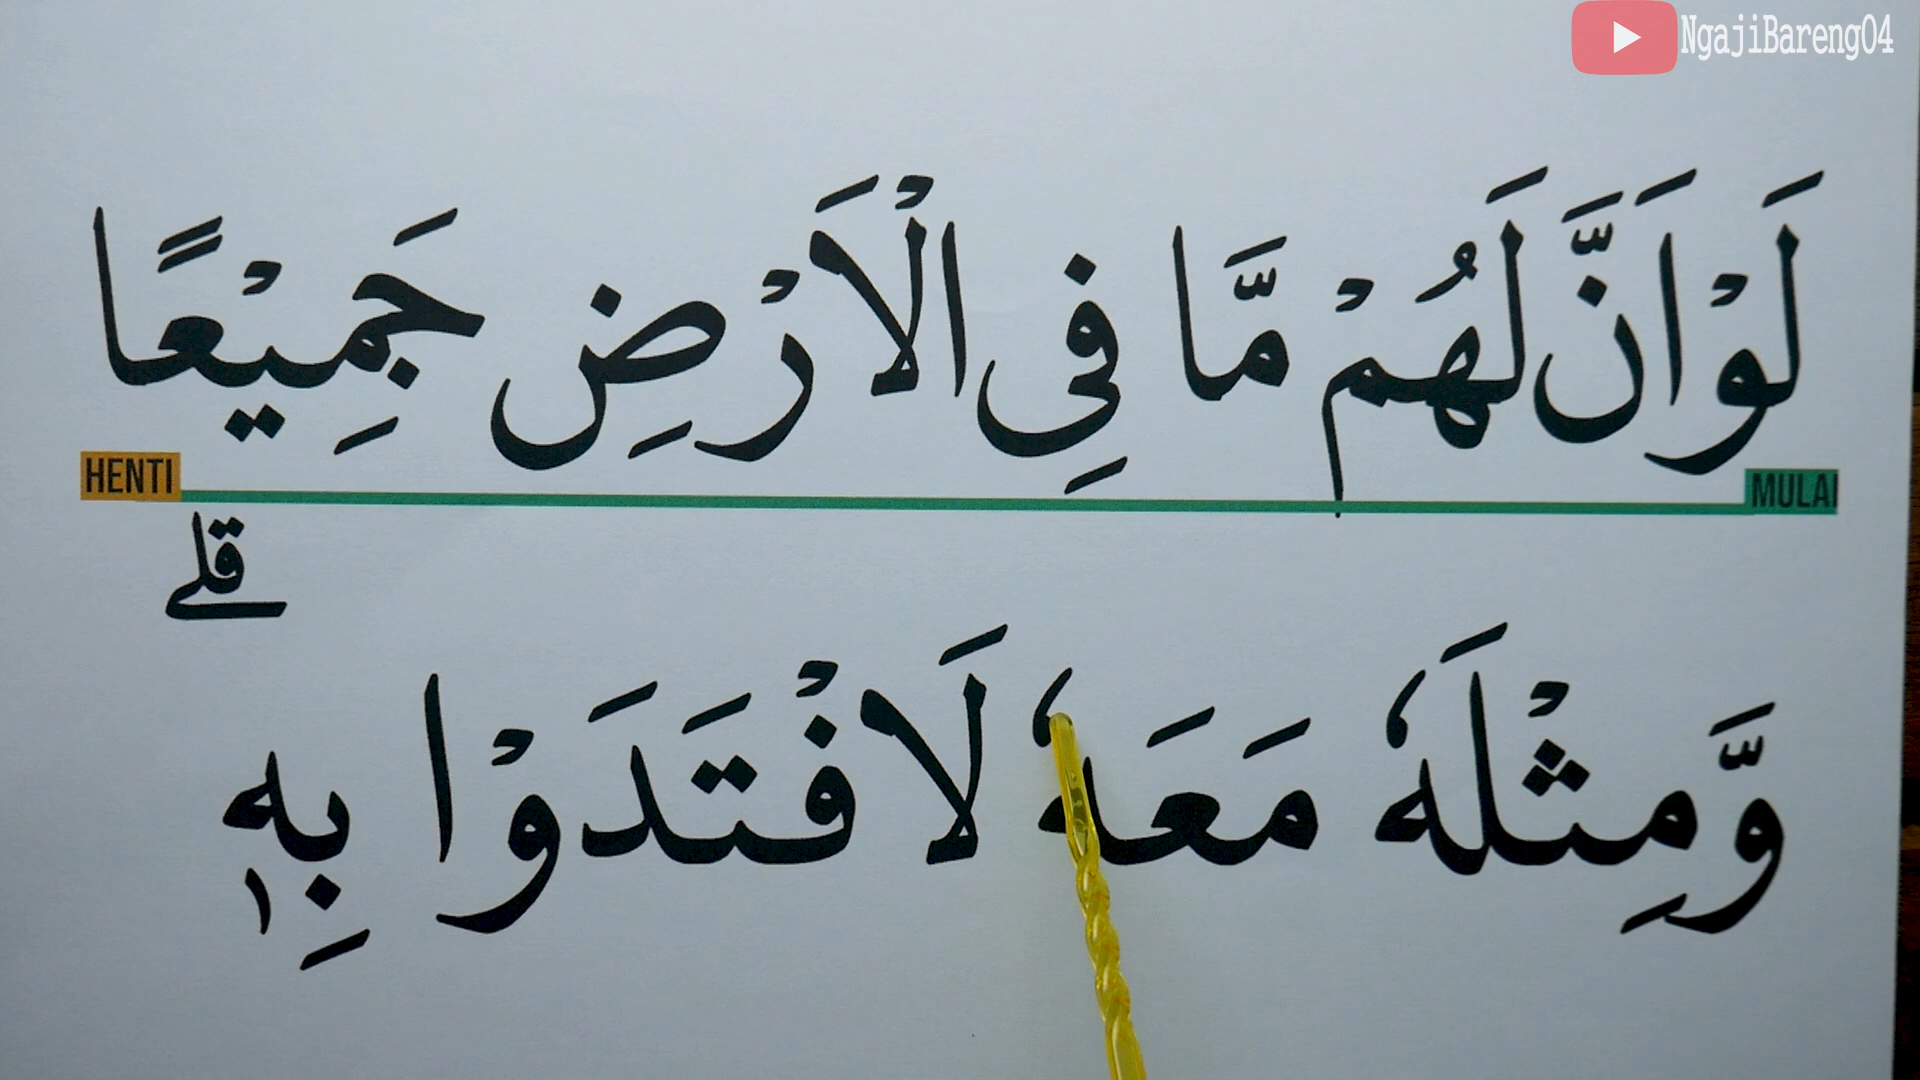 NgajiBareng04
لَوْ اَنَّ لَهُمْ مَّا فِى الْاَرْضِ جَمِيْعًا
HENTI MULAI
قلے
وَّمِثْلَهٗ مَعَهٗ لَافْتَدَوْا بِهٖ